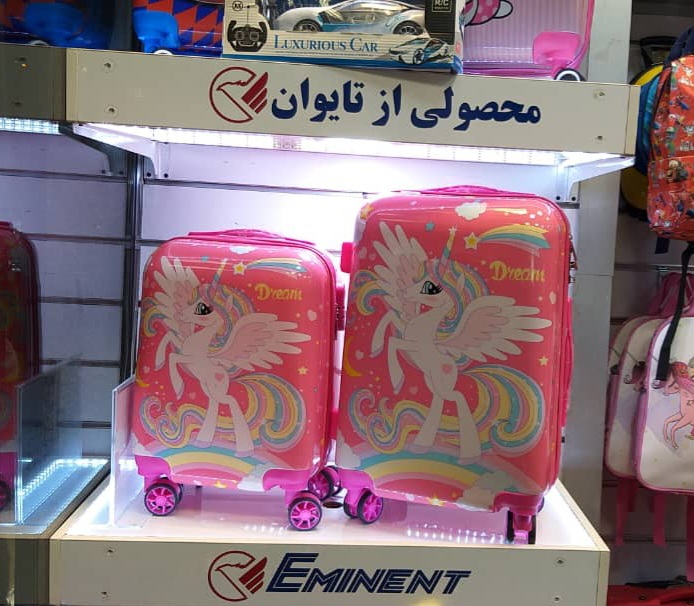 R/C
LUXURIOUS CAR
محصولی از تایوان
Dream
Dream
EMINENT